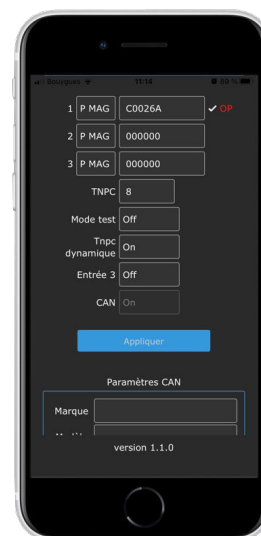 Bouygues 11:16 69 %
1 P MAG C0026A ✓ OP
2 P MAG 000000
3 P MAG 000000
TNPC 8
Mode test Off
Tnpc
dynamique On
Entrée 3 Off
CAN On
Appliquer
Paramètres CAN
Marque
version 1.1.0